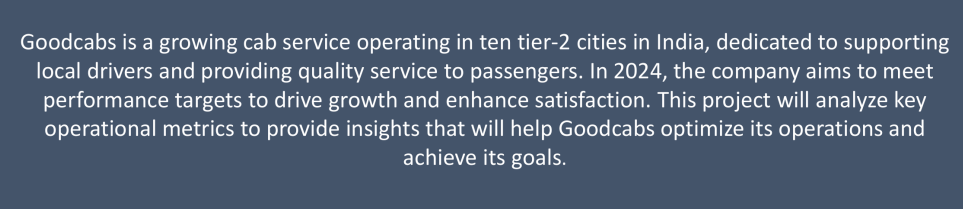 Goodcabs is a growing cab service operating in ten tier-2 cities in India, dedicated to supporting
local drivers and providing quality service to passengers. In 2024, the company aims to meet
performance targets to drive growth and enhance satisfaction. This project will analyze key
operational metrics to provide insights that will help Goodcabs optimize its operations and
achieve its goals.